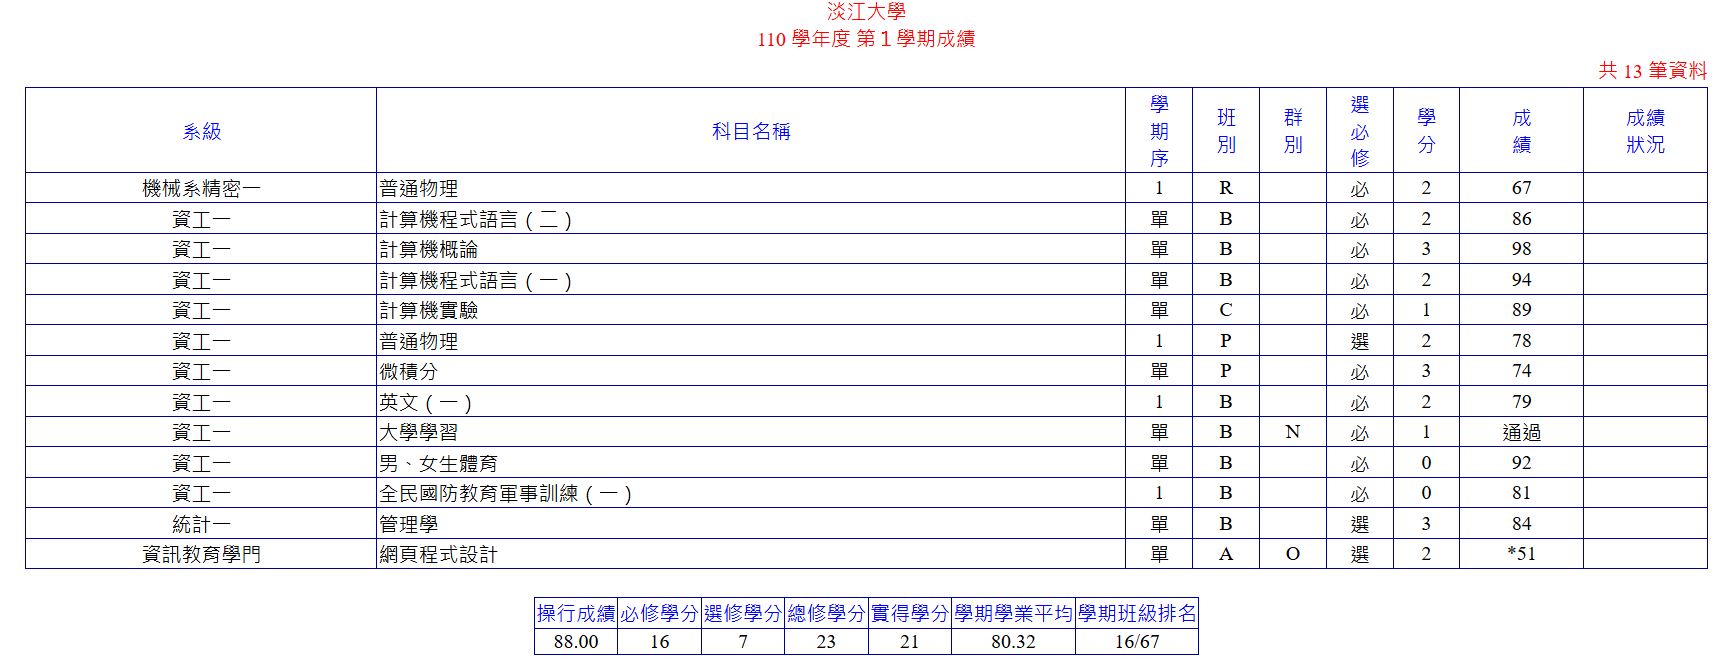 淡江大學
110 學年度 第 1 學期成績
共 13 筆資料
系級 科目名稱 學期序 班別 群別 選必修 學分 成績 成績狀況
機械系精密一 普通物理 1 R 必 2 67
資工一 計算機程式語言（二） 單 B 必 2 86
資工一 計算機概論 單 B 必 3 98
資工一 計算機程式語言（一） 單 B 必 2 94
資工一 計算機實驗 單 C 必 1 89
資工一 普通物理 1 P 選 2 78
資工一 微積分 單 P 必 3 74
資工一 英文（一） 1 B 必 2 79
資工一 大學學習 單 B N 必 1 通過
資工一 男、女生體育 單 B 必 0 92
資工一 全民國防教育軍事訓練（一） 1 B 必 0 81
統計一 管理學 單 B 選 3 84
資訊教育學門 網頁程式設計 單 A O 選 2 *51
操行成績 必修學分 選修學分 總修學分 實得學分 學期學業平均 學期班級排名
88.00 16 7 23 21 80.32 16/67